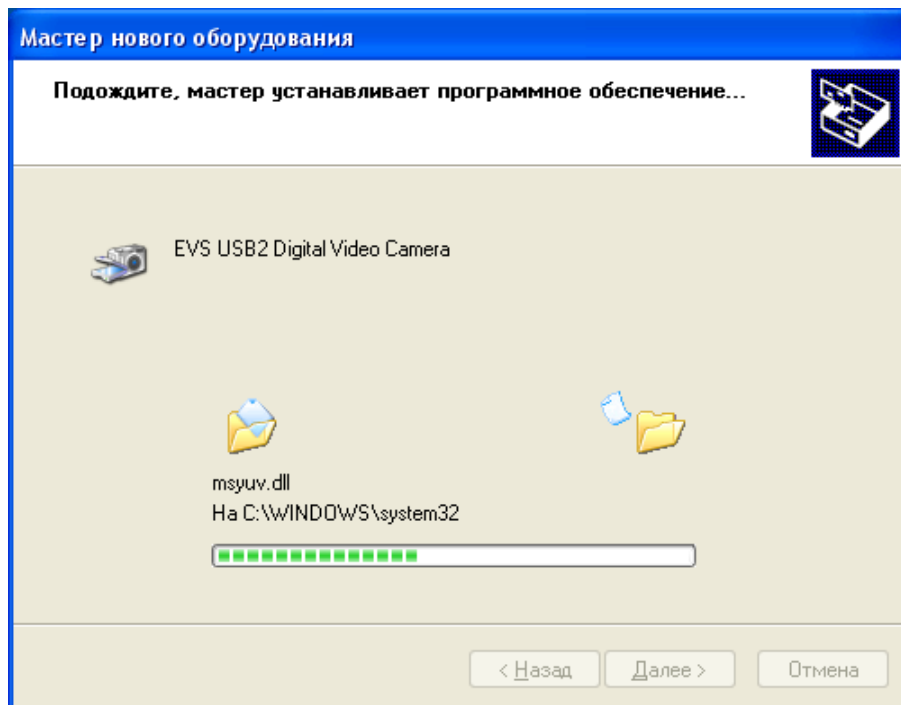 Мастер нового оборудования
Подождите, мастер устанавливает программное обеспечение...
EVS USB2 Digital Video Camera
msyuv.dll
На C:\WINDOWS\system32
< Назад Далее > Отмена